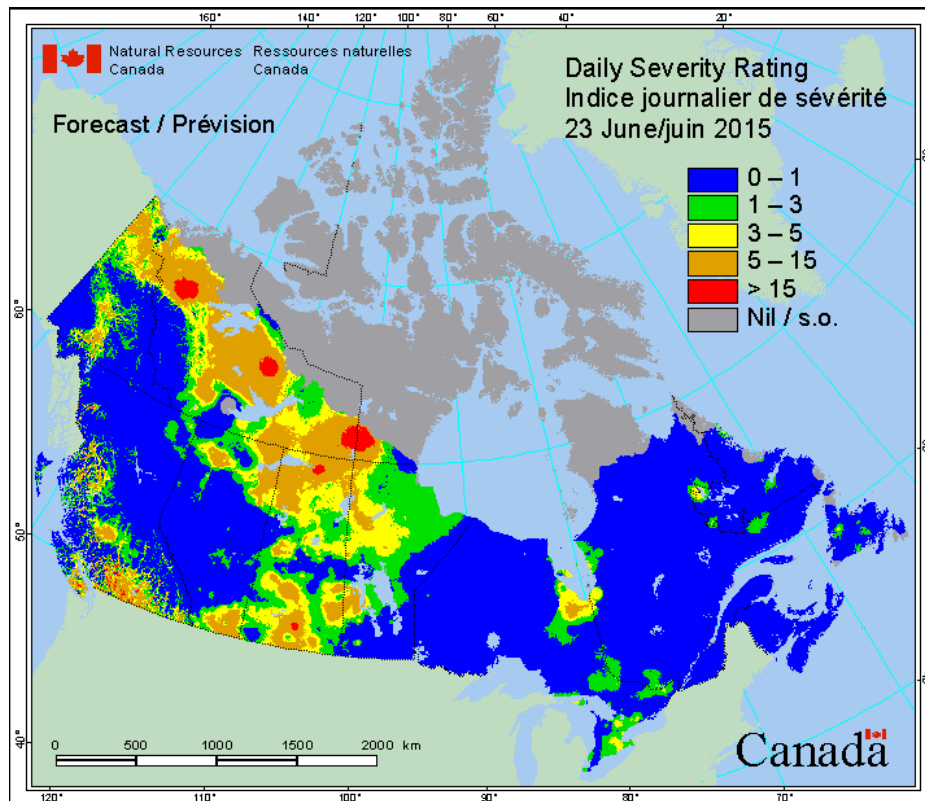 160° 140° 120° 100° 80° 60° 40° 20°
Natural Resources Ressources naturelles
Canada Canada
Daily Severity Rating
Indice journalier de sévérité
23 June/juin 2015
Forecast / Prévision
0 – 1
1 – 3
3 – 5
5 – 15
> 15
Nil / s.o.
60°
50°
40°
0 500 1000 1500 2000 km
Canada
120° 110° 100° 90° 80° 70°